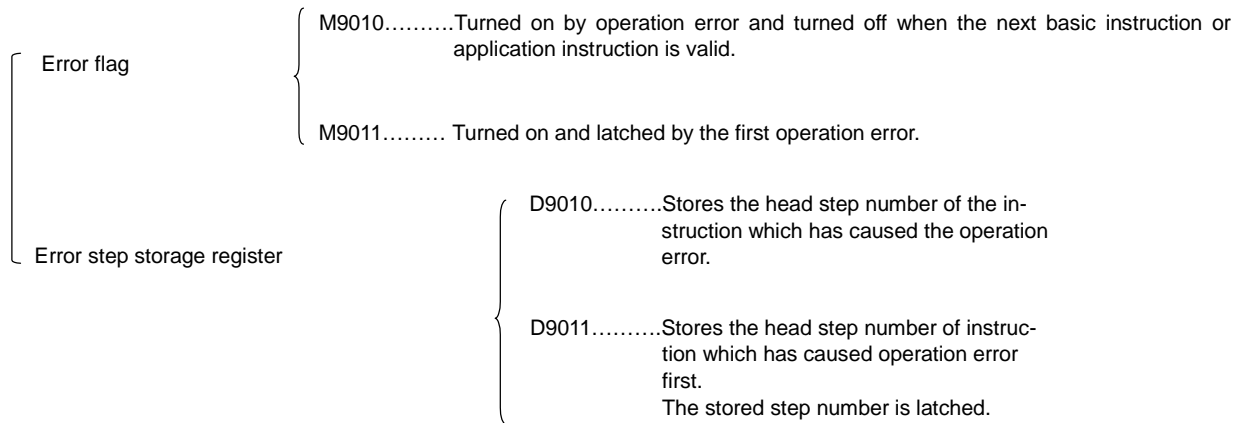 M9010……….Turned on by operation error and turned off when the next basic instruction or
application instruction is valid.
Error flag
M9011……… Turned on and latched by the first operation error.
D9010……….Stores the head step number of the in-
struction which has caused the operation
error.
Error step storage register
D9011……….Stores the head step number of instruc-
tion which has caused operation error
first.
The stored step number is latched.